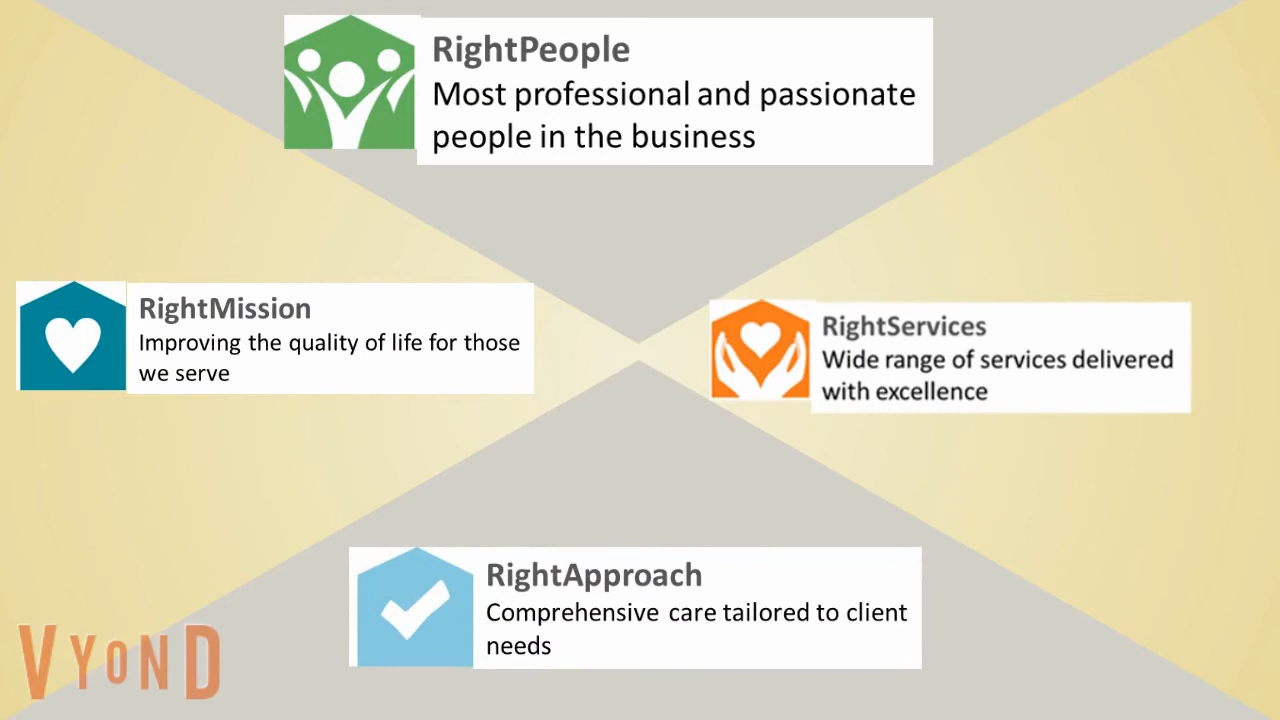 RightPeople
Most professional and passionate
people in the business
RightMission
Improving the quality of life for those
we serve
RightServices
Wide range of services delivered
with excellence
RightApproach
Comprehensive care tailored to client
needs
VYOND